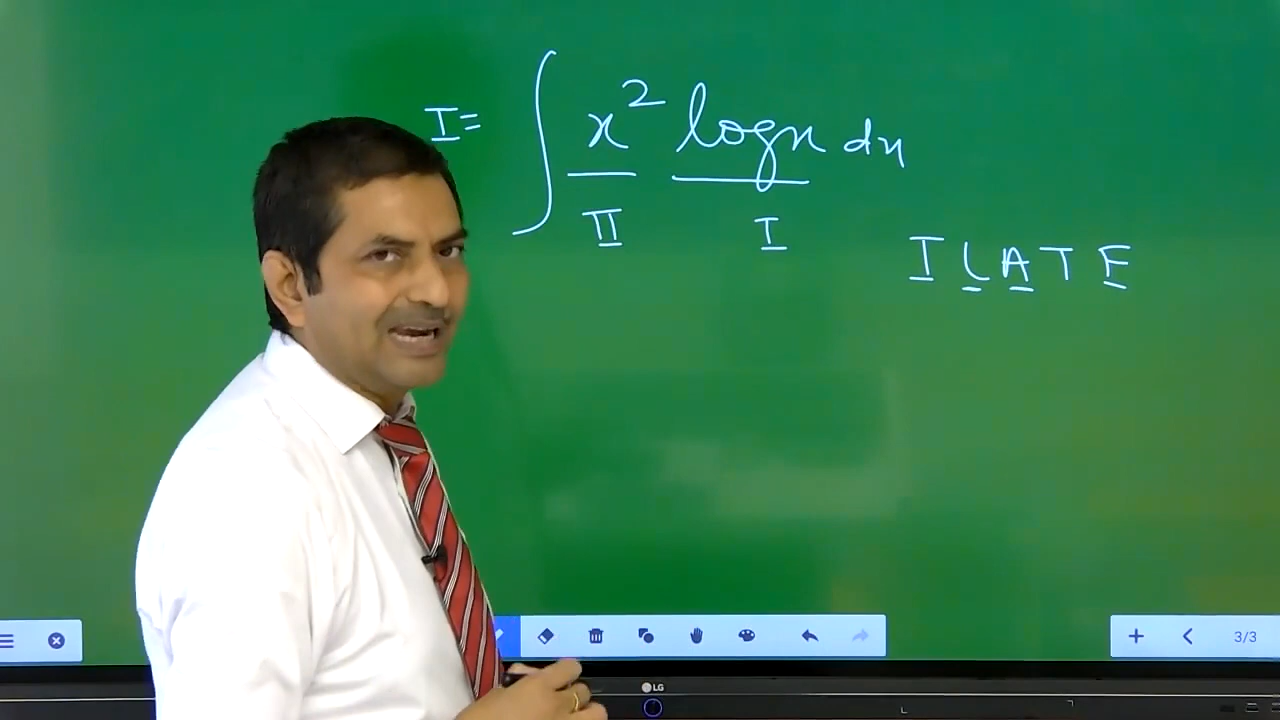 I = ∫ x² log x dx
II I
I L A T E
3/3
LG